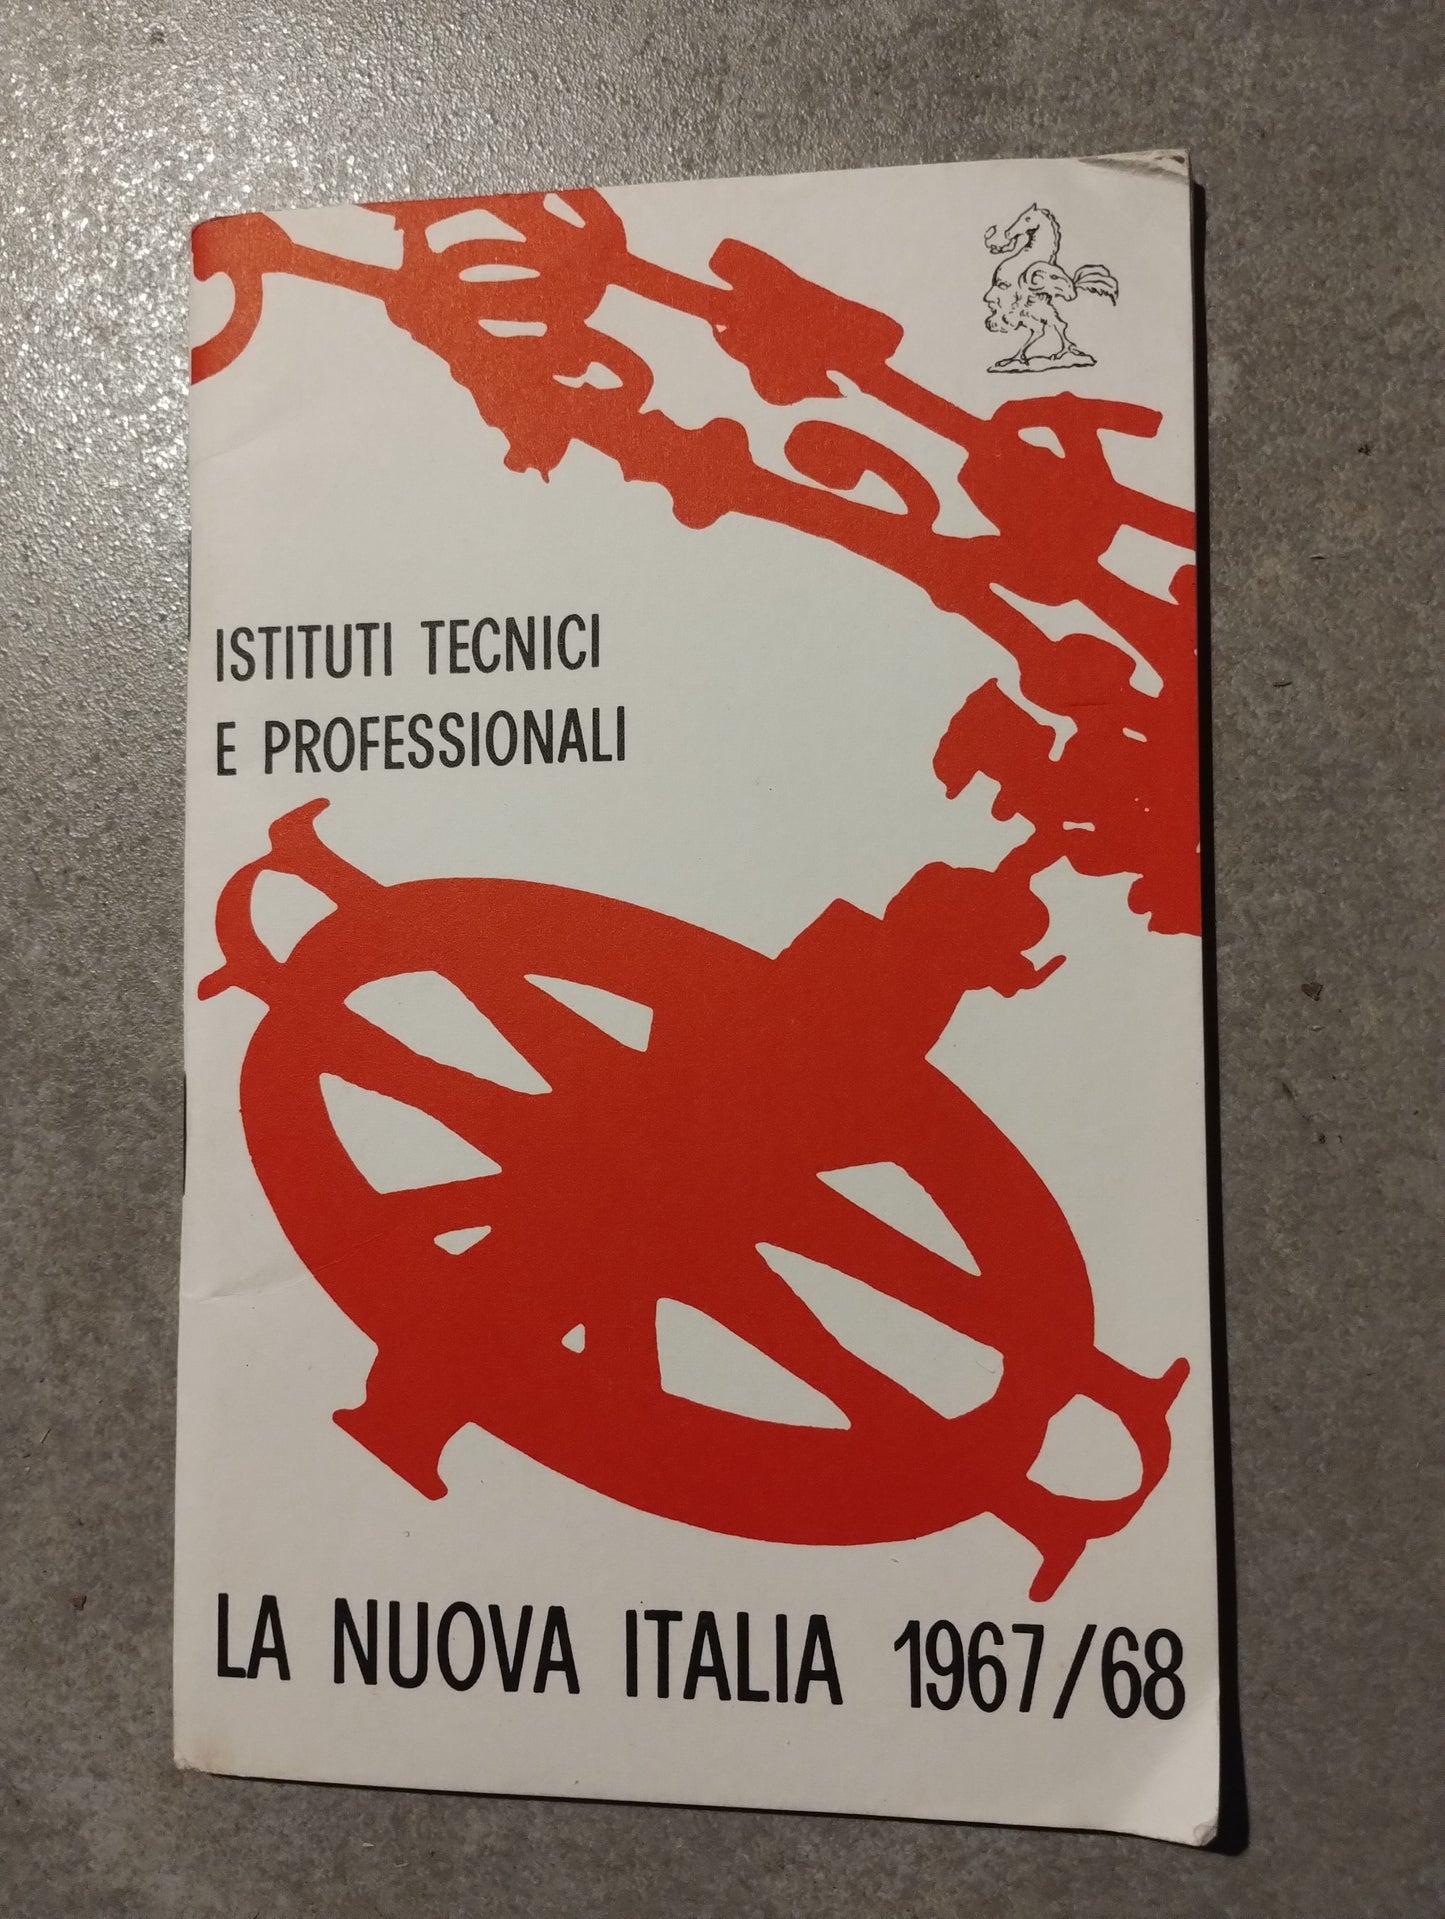 ISTITUTI TECNICI
E PROFESSIONALI
LA NUOVA ITALIA 1967/68